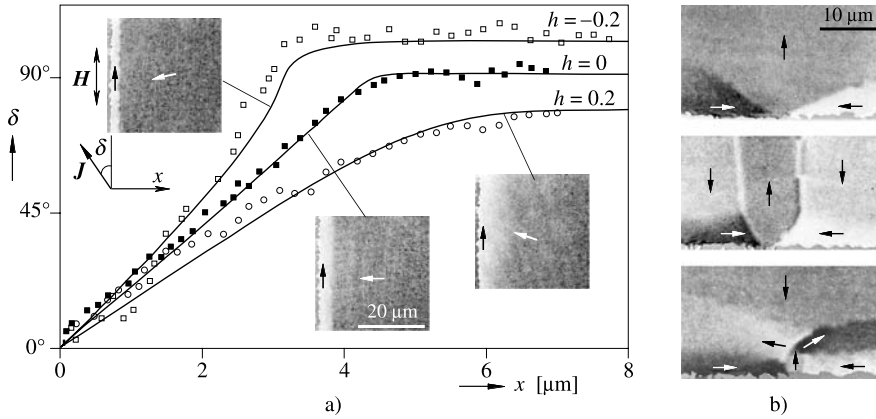 h = −0.2
h = 0
h = 0.2
90°
45°
0°
δ
H
δ
J
x
20 µm
0
2
4
6
8
x [µm]
a)
10 µm
b)